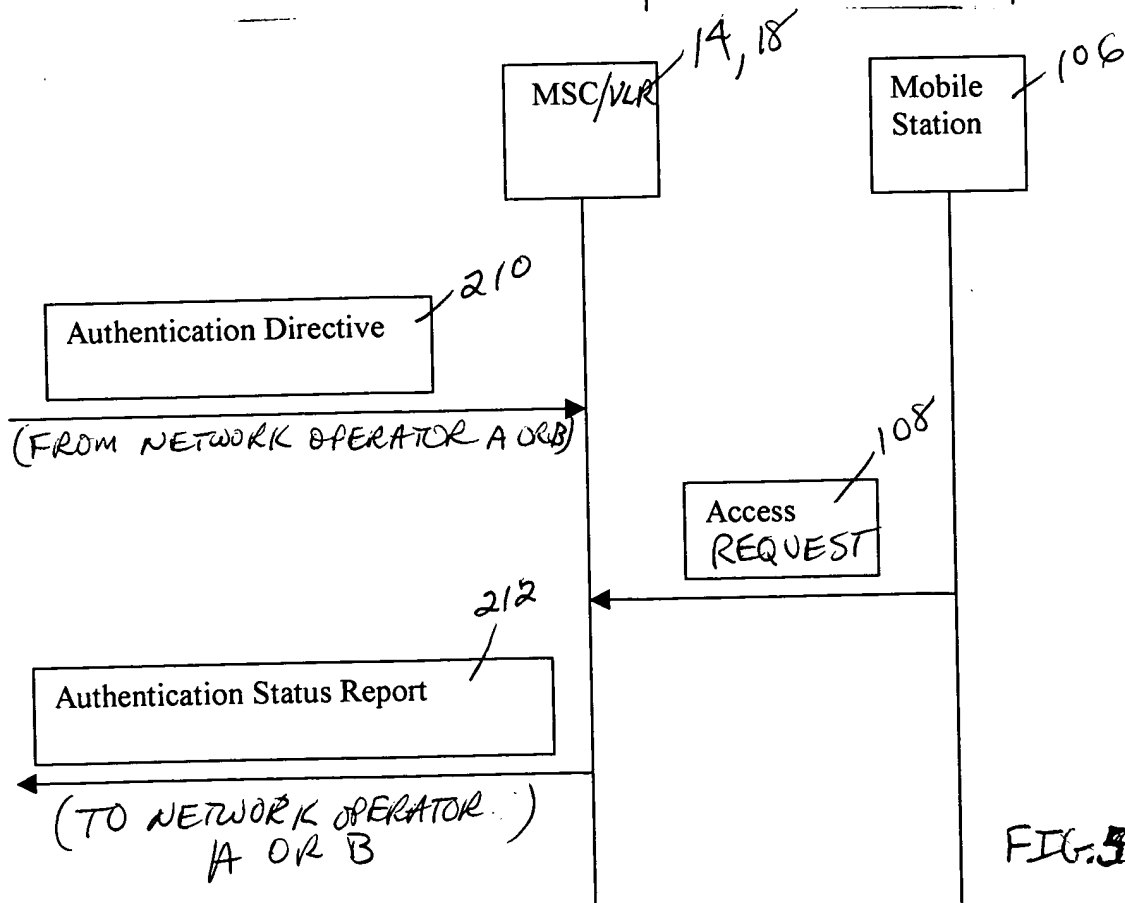 14, 18
106
MSC/VLR
Mobile
Station
210
Authentication Directive
(FROM NETWORK OPERATOR A OR B)
108
Access
REQUEST
212
Authentication Status Report
(TO NETWORK OPERATOR )
A OR B
FIG. 5